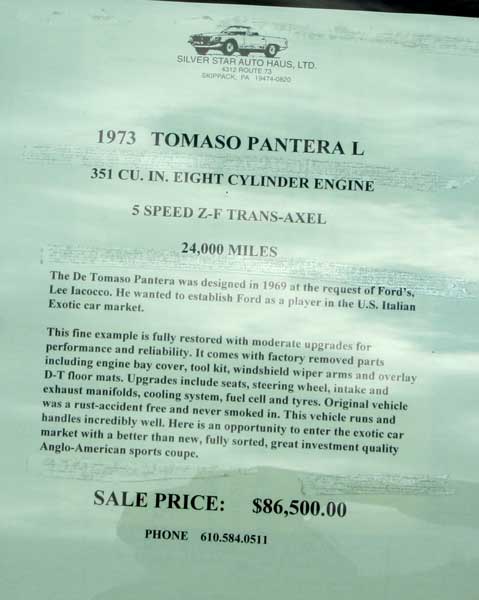 SILVER STAR AUTO HAUS, LTD.
4312 ROUTE 73
SKIPPACK, PA 19474-0820
1973 TOMASO PANTERA L
351 CU. IN. EIGHT CYLINDER ENGINE
5 SPEED Z-F TRANS-AXEL
24,000 MILES
The De Tomaso Pantera was designed in 1969 at the request of Ford's,
Lee Iacocco. He wanted to establish Ford as a player in the U.S. Italian
Exotic car market.
This fine example is fully restored with moderate upgrades for
performance and reliability. It comes with factory removed parts
including engine bay cover, tool kit, windshield wiper arms and overlay
D-T floor mats. Upgrades include seats, steering wheel, intake and
exhaust manifolds, cooling system, fuel cell and tyres. Original vehicle
was a rust-accident free and never smoked in. This vehicle runs and
handles incredibly well. Here is an opportunity to enter the exotic car
market with a better than new, fully sorted, great investment quality
Anglo-American sports coupe.
SALE PRICE: $86,500.00
PHONE 610.584.0511